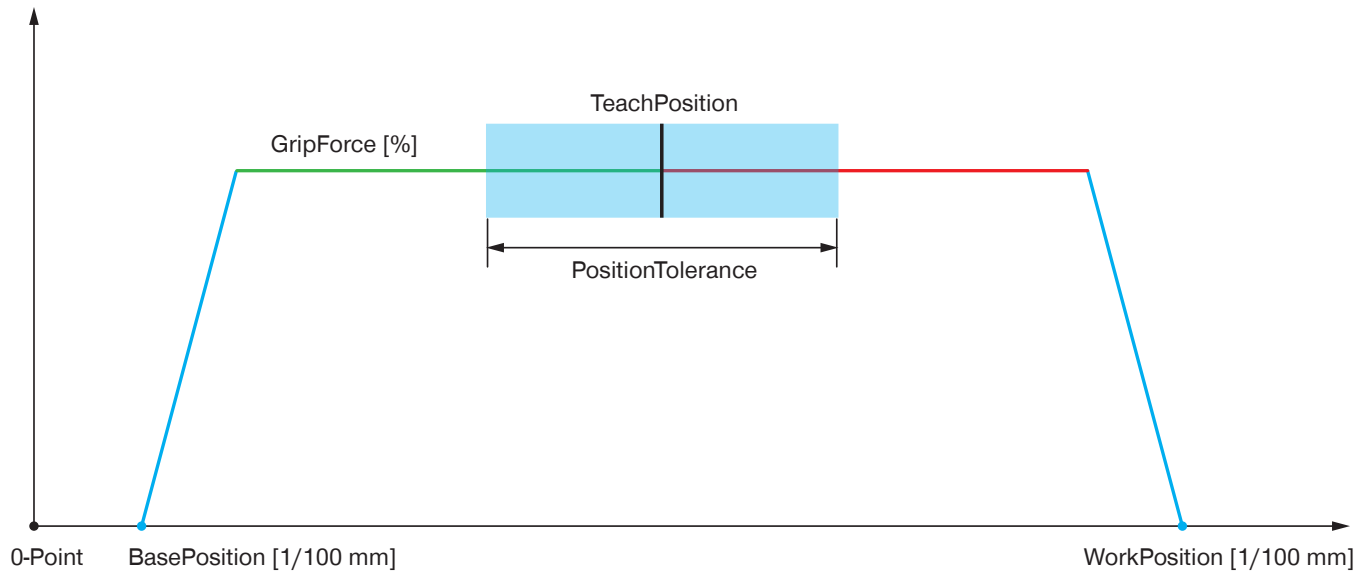 TeachPosition
GripForce [%]
PositionTolerance
0-Point
BasePosition [1/100 mm]
WorkPosition [1/100 mm]